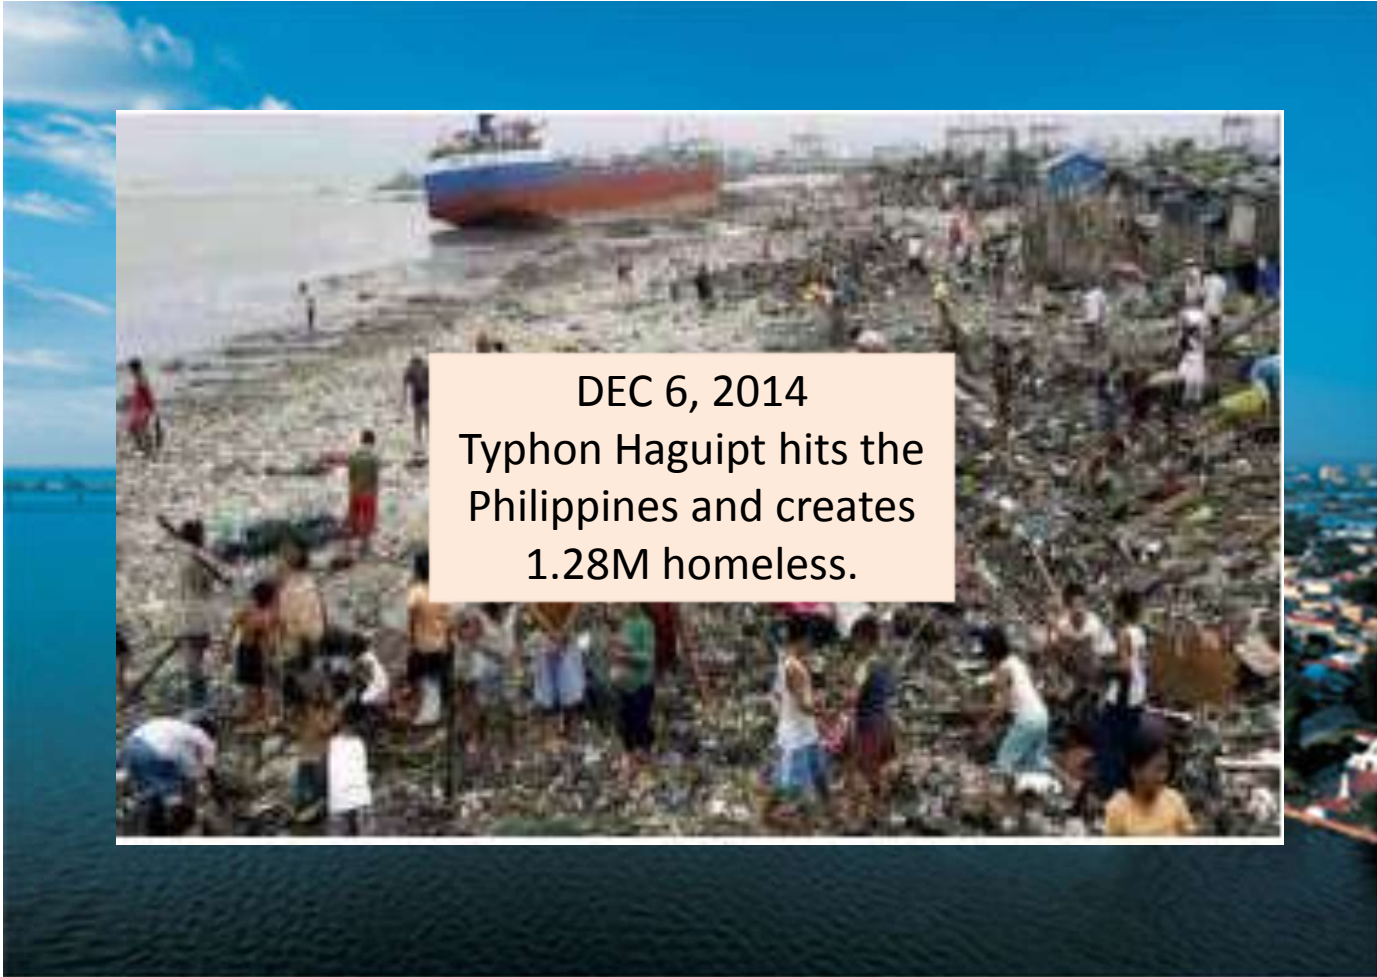 DEC 6, 2014
Typhon Haguipt hits the
Philippines and creates
1.28M homeless.